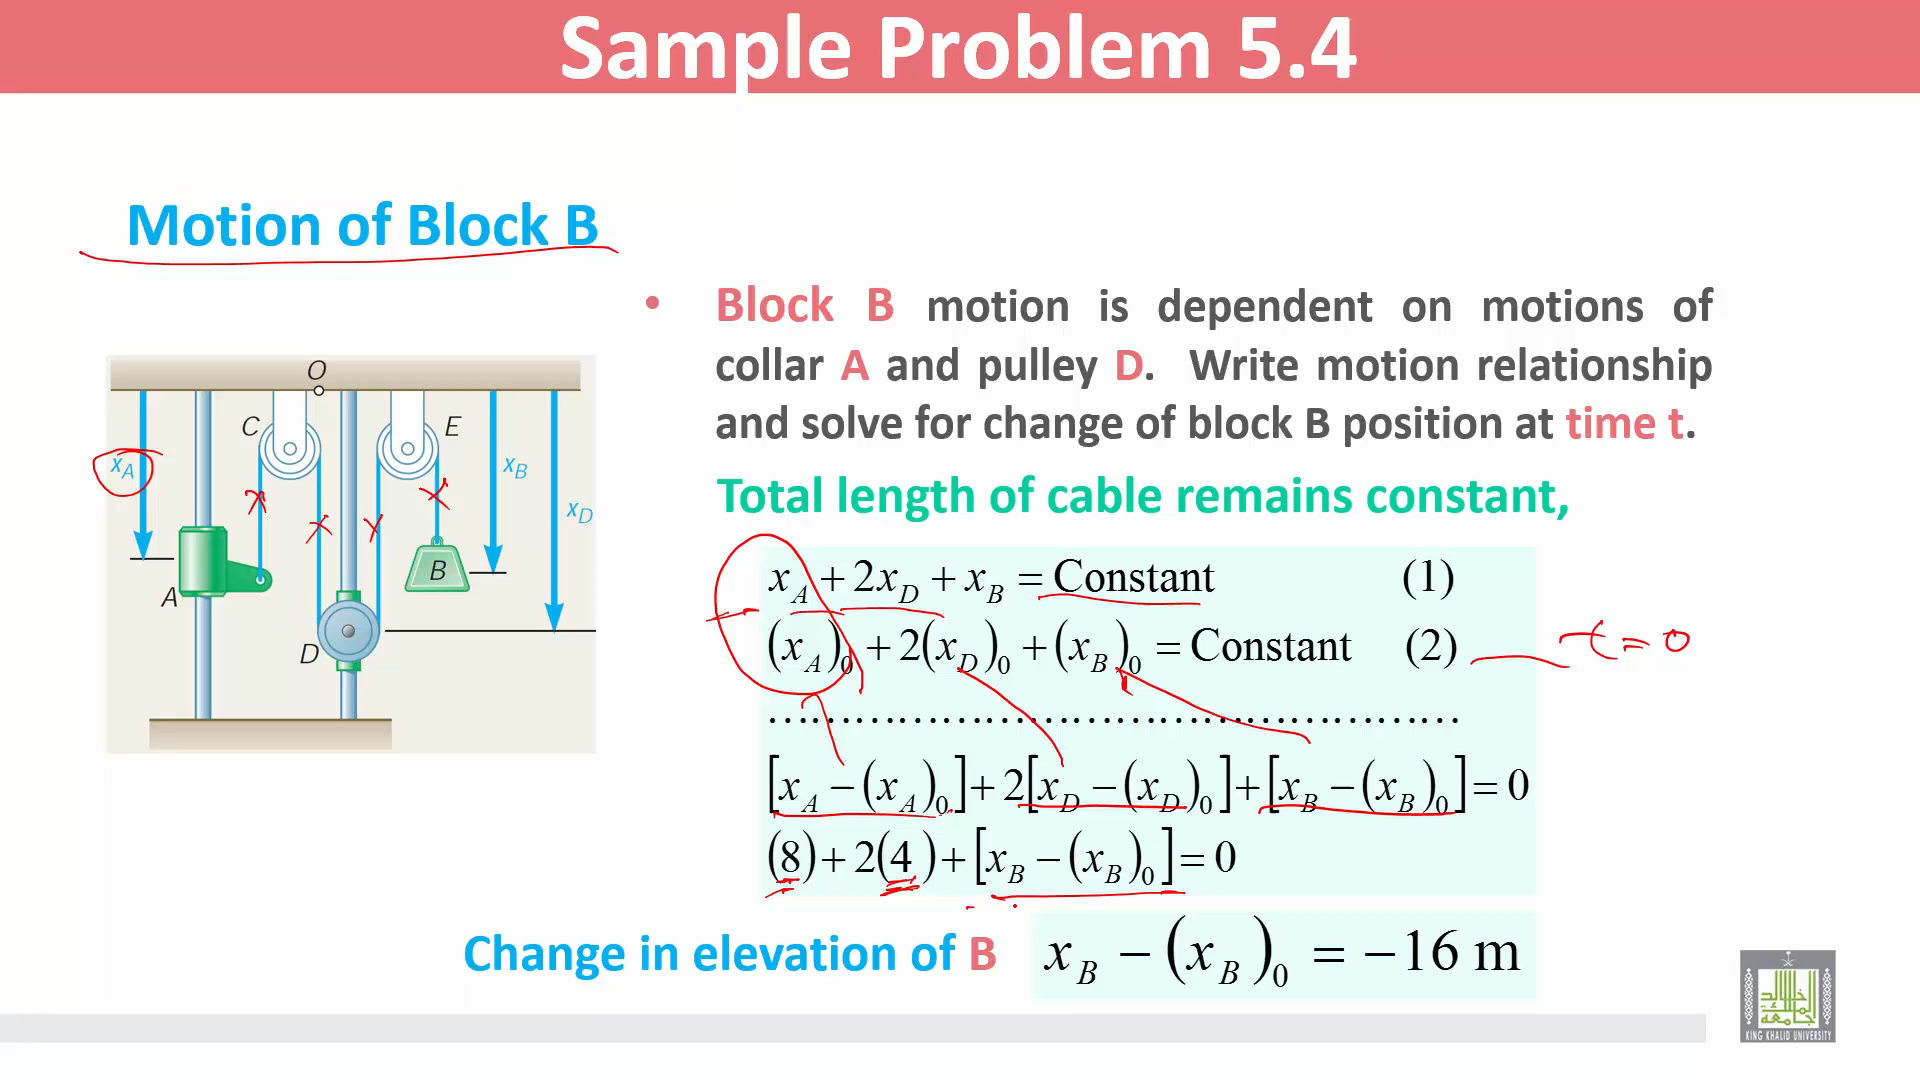 Sample Problem 5.4
Motion of Block B
• Block B motion is dependent on motions of
collar A and pulley D. Write motion relationship
and solve for change of block B position at time t.
Total length of cable remains constant,
O
C
E
x_A
x_B
x_D
A
B
D
x_A + 2x_D + x_B = Constant (1)
(x_A)_0 + 2(x_D)_0 + (x_B)_0 = Constant (2)
t = 0
[x_A − (x_A)_0] + 2[x_D − (x_D)_0] + [x_B − (x_B)_0] = 0
(8) + 2(4) + [x_B − (x_B)_0] = 0
Change in elevation of B x_B − (x_B)_0 = −16 m
KING KHALID UNIVERSITY